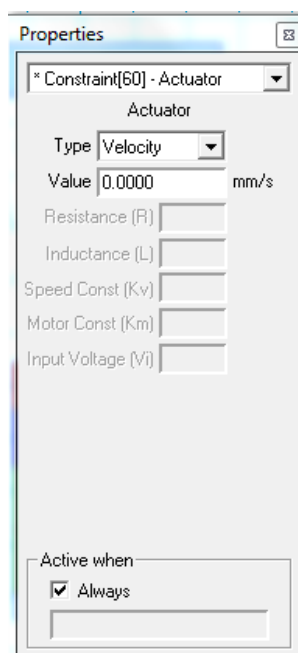 Properties
* Constraint[60] - Actuator
Actuator
Type Velocity
Value 0.0000 mm/s
Resistance (R)
Inductance (L)
Speed Const (Kv)
Motor Const (Km)
Input Voltage (Vi)
Active when
Always